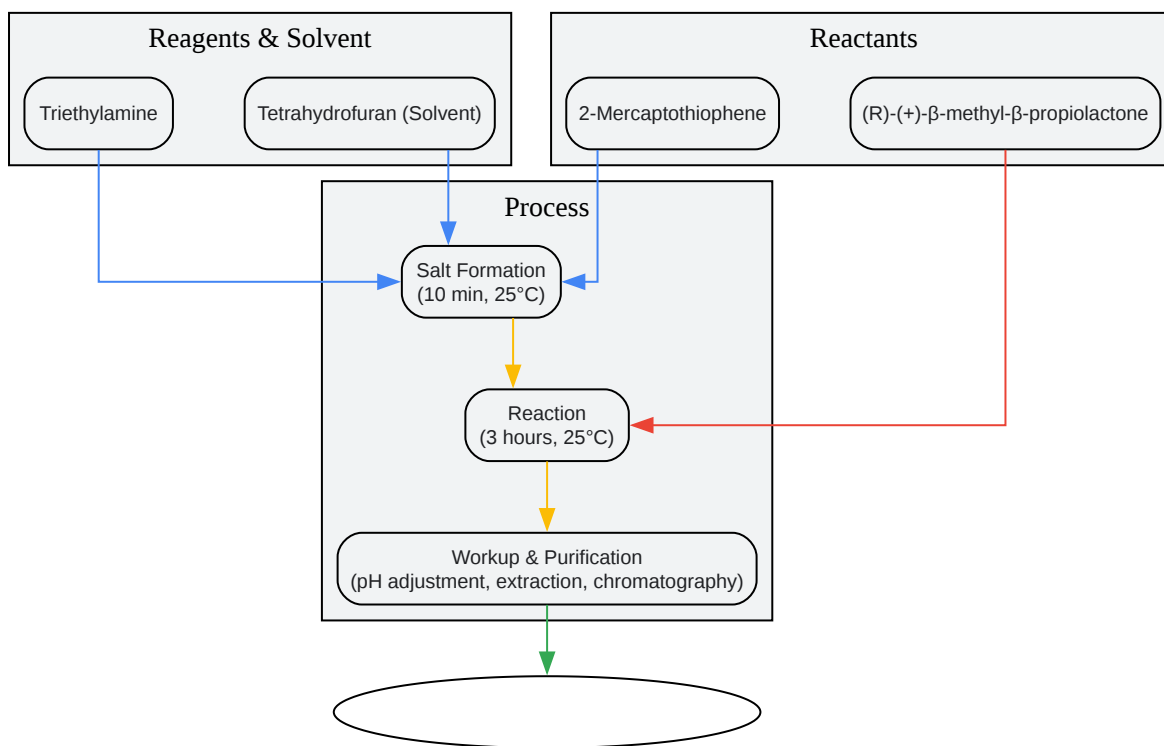 Reagents & Solvent
Triethylamine
Tetrahydrofuran (Solvent)
Reactants
2-Mercaptothiophene
(R)-(+)-β-methyl-β-propiolactone
Process
Salt Formation
(10 min, 25°C)
Reaction
(3 hours, 25°C)
Workup & Purification
(pH adjustment, extraction, chromatography)